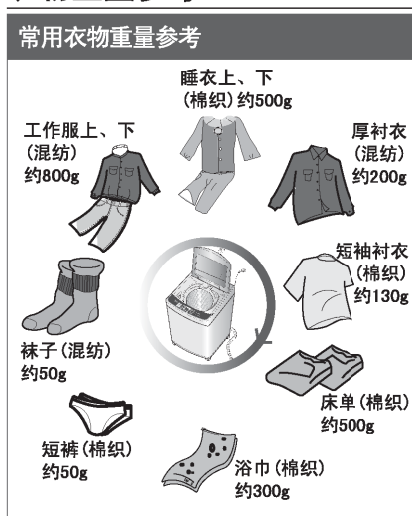 常用衣物重量参考
睡衣上、下
(棉织)约500g
工作服上、下
(混纺)
约800g
厚衬衣
(混纺)
约200g
短袖衬衣
(棉织)
约130g
袜子(混纺)
约50g
床单(棉织)
约500g
短裤(棉织)
约50g
浴巾(棉织)
约300g